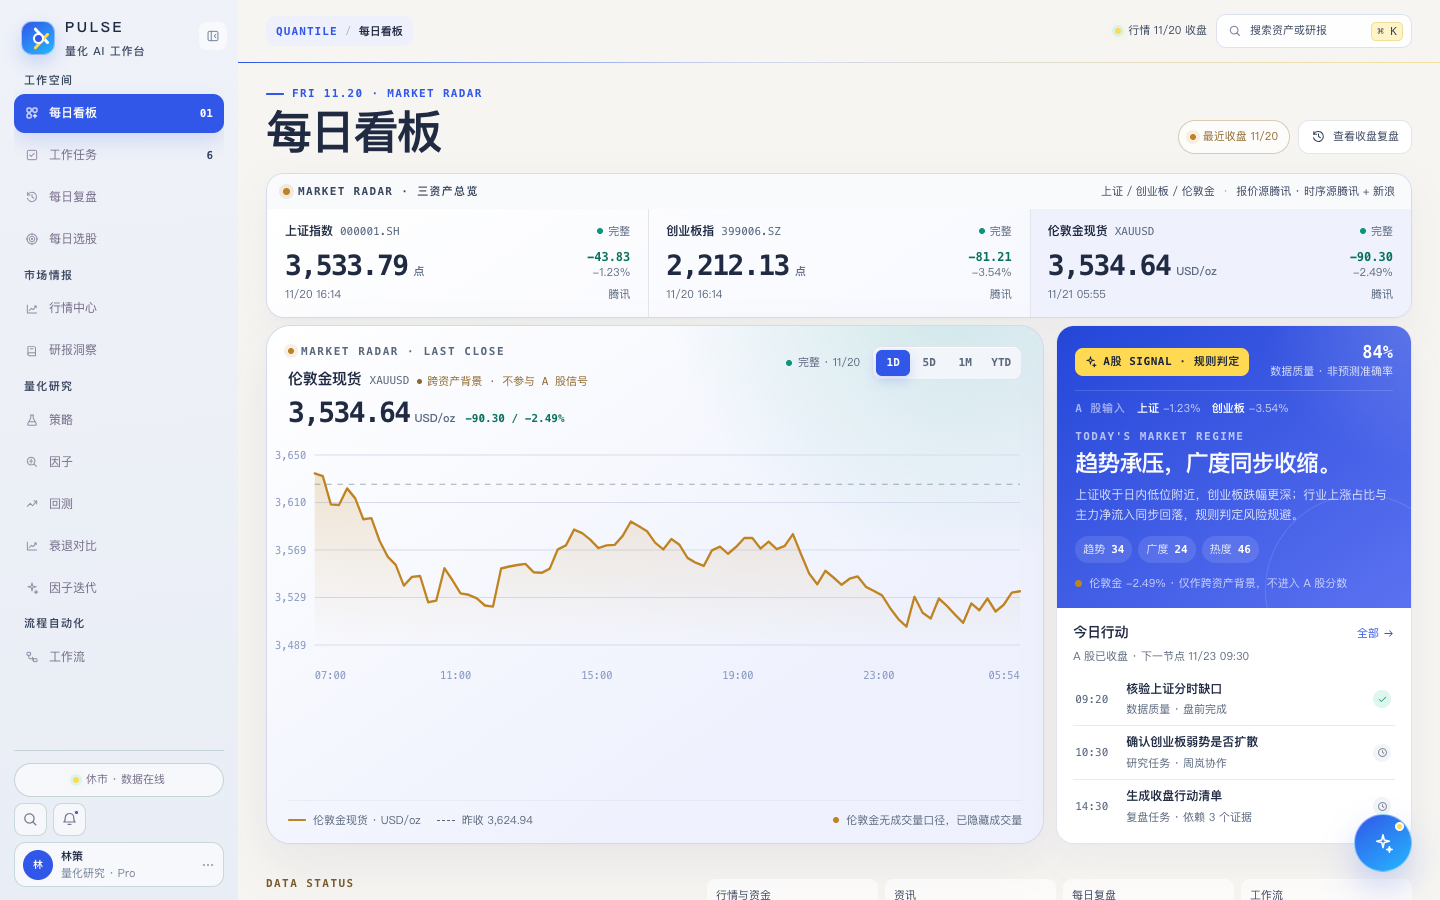 PULSE
量化 AI 工作台
工作空间
每日看板 01
工作任务 6
每日复盘
每日选股
市场情报
行情中心
研报洞察
量化研究
策略
因子
回测
衰退对比
因子迭代
流程自动化
工作流
休市 · 数据在线
林 林策
量化研究 · Pro
QUANTILE / 每日看板
行情 11/20 收盘
搜索资产或研报 ⌘ K
FRI 11.20 · MARKET RADAR
每日看板
最近收盘 11/20
查看收盘复盘
MARKET RADAR · 三资产总览
上证 / 创业板 / 伦敦金 · 报价源腾讯 · 时序源腾讯 + 新浪
上证指数 000001.SH 完整
3,533.79 点 −43.83
−1.23%
11/20 16:14 腾讯
创业板指 399006.SZ 完整
2,212.13 点 −81.21
−3.54%
11/20 16:14 腾讯
伦敦金现货 XAUUSD 完整
3,534.64 USD/oz −90.30
−2.49%
11/21 05:55 腾讯
MARKET RADAR · LAST CLOSE
伦敦金现货 XAUUSD 跨资产背景 · 不参与 A 股信号
3,534.64 USD/oz −90.30 / −2.49%
完整 · 11/20
1D 5D 1M YTD
3,650
3,610
3,569
3,529
3,489
07:00 11:00 15:00 19:00 23:00 05:54
伦敦金现货 · USD/oz 昨收 3,624.94
伦敦金无成交量口径，已隐藏成交量
A股 SIGNAL · 规则判定
84%
数据质量 · 非预测准确率
A 股输入 上证 −1.23% 创业板 −3.54%
TODAY'S MARKET REGIME
趋势承压，广度同步收缩。
上证收于日内低位附近，创业板跌幅更深；行业上涨占比与
主力净流入同步回落，规则判定风险规避。
趋势 34 广度 24 热度 46
伦敦金 −2.49% · 仅作跨资产背景，不进入 A 股分数
今日行动 全部 →
A 股已收盘 · 下一节点 11/23 09:30
09:20 核验上证分时缺口
数据质量 · 盘前完成
10:30 确认创业板弱势是否扩散
研究任务 · 周岚协作
14:30 生成收盘行动清单
复盘任务 · 依赖 3 个证据
DATA STATUS
行情与资金
资讯
每日复盘
工作流